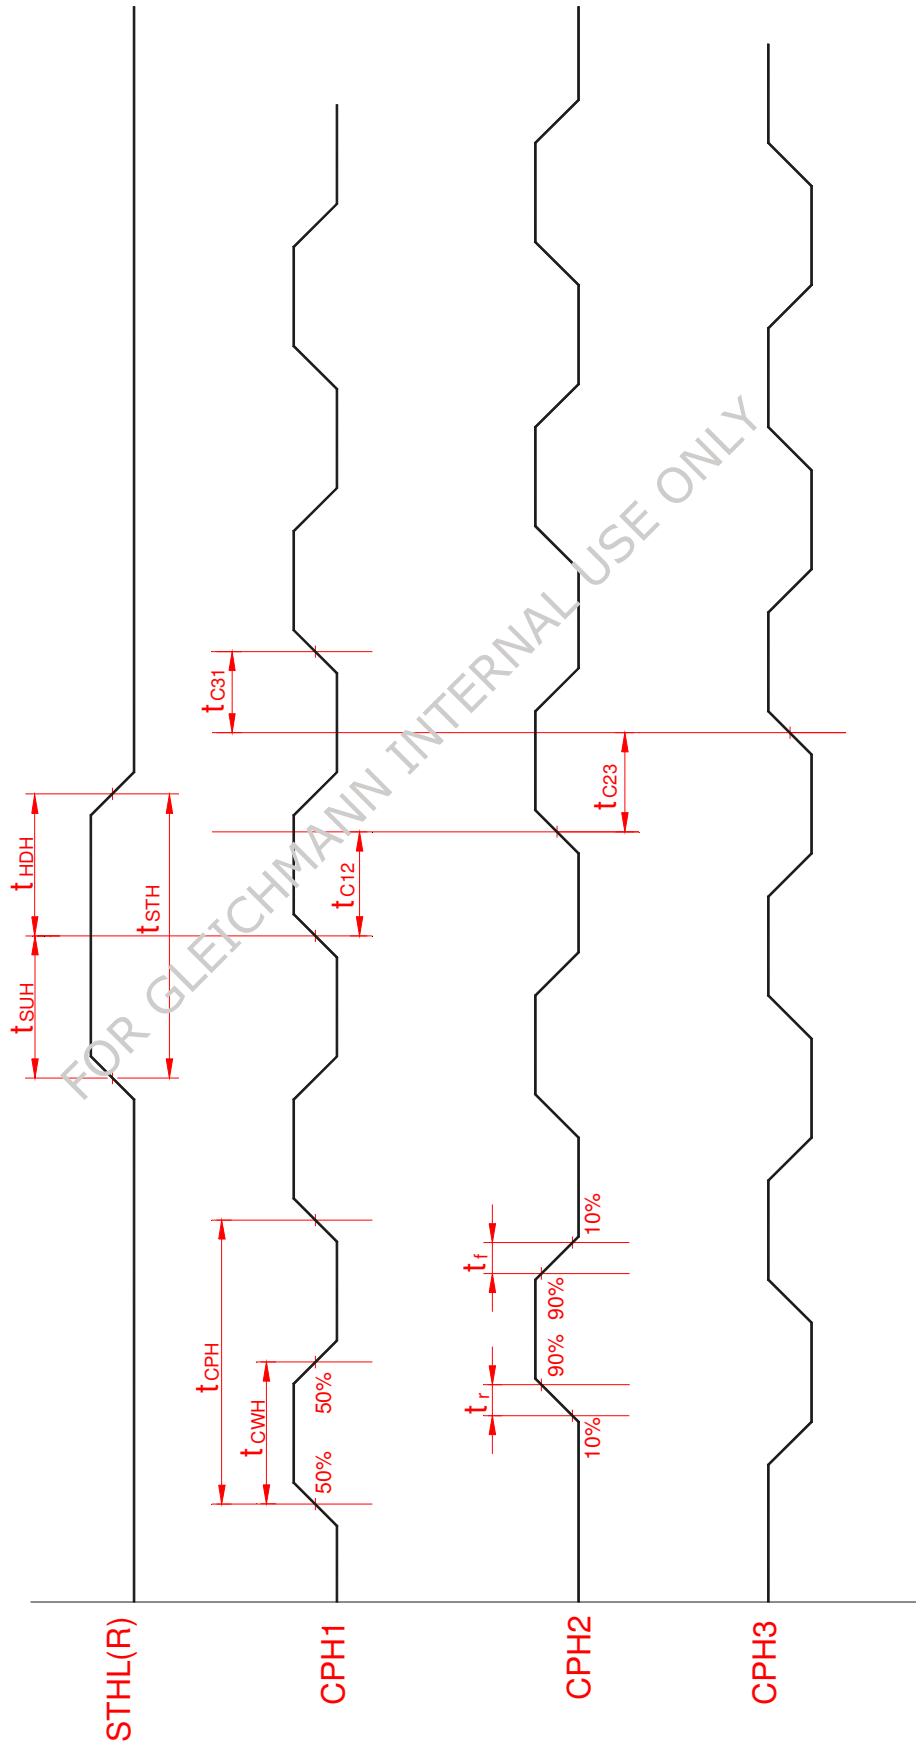 STHL(R)
tSUH
tHDH
tSTH
CPH1
tCPH
tCWH
50%
50%
tC12
tC31
CPH2
tr
tf
10%
90%
90%
10%
tC23
CPH3
FOR GLEICHMANN INTERNAL USE ONLY